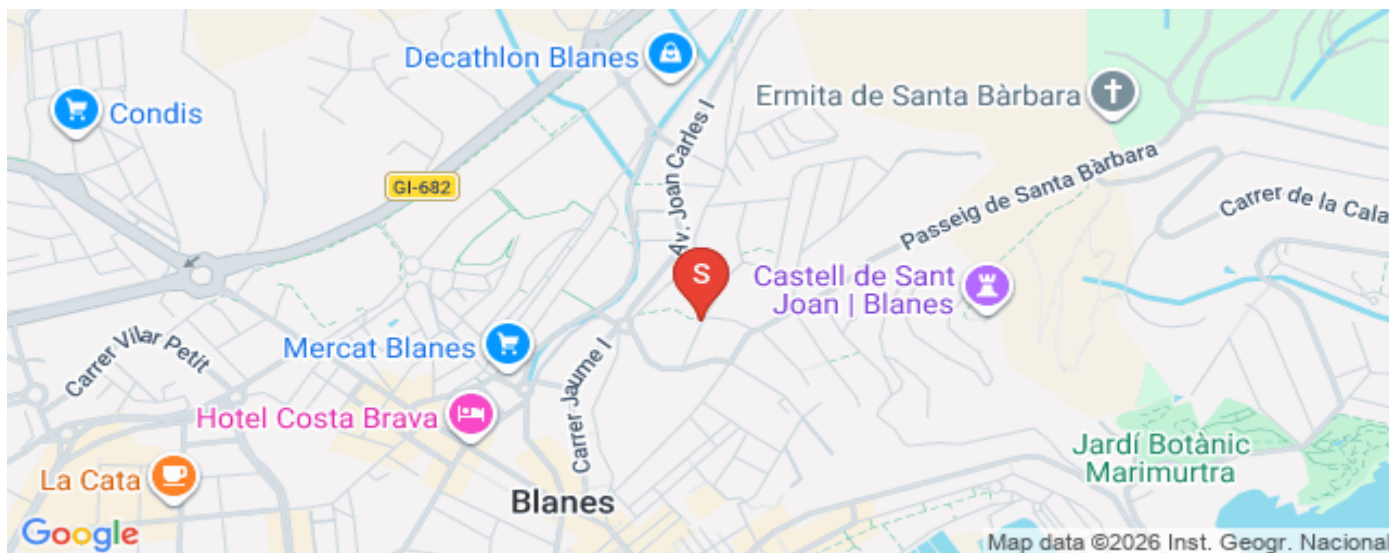 Decathlon Blanes
Ermita de Santa Bàrbara
Condis
Av. Joan Carles I
GI-682
Passeig de Santa Bàrbara
Carrer de la Cala
S
Castell de Sant
Joan | Blanes
Carrer Vilar Petit
Mercat Blanes
Carrer Jaume I
Hotel Costa Brava
Jardí Botànic
Marimurtra
La Cata
Blanes
Google
Map data ©2026 Inst. Geogr. Nacional